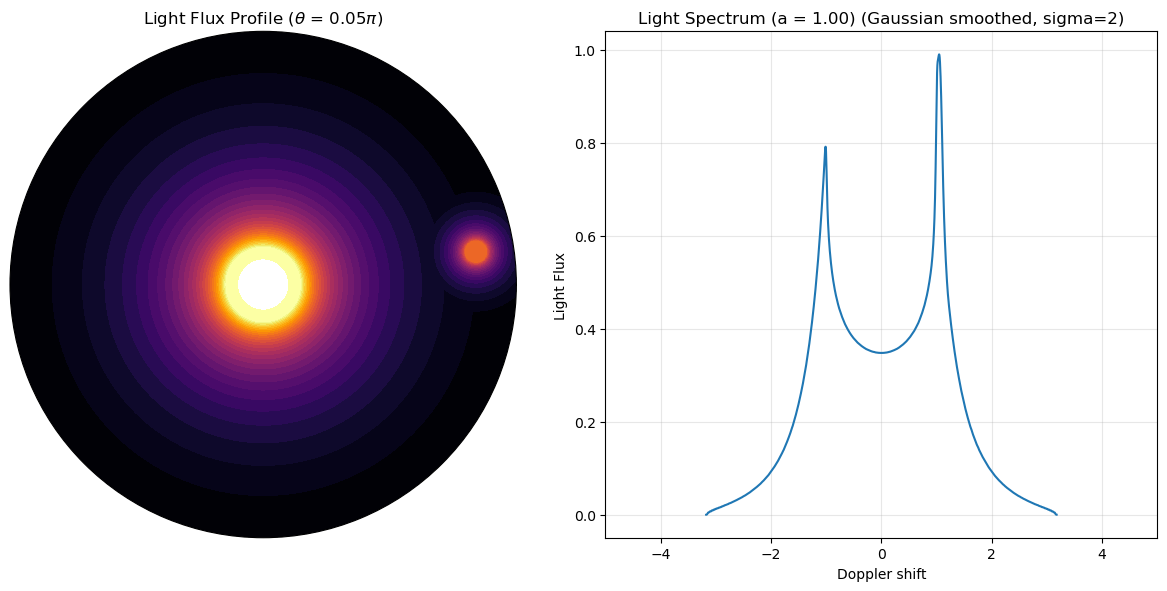 Light Flux Profile (θ = 0.05π)
Light Spectrum (a = 1.00) (Gaussian smoothed, sigma=2)
Light Flux
1.0
0.8
0.6
0.4
0.2
0.0
−4 −2 0 2 4
Doppler shift